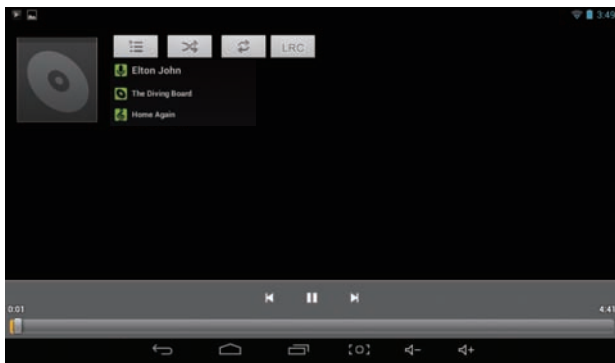 3:49
LRC
Elton John
The Diving Board
Home Again
0:01
4:41